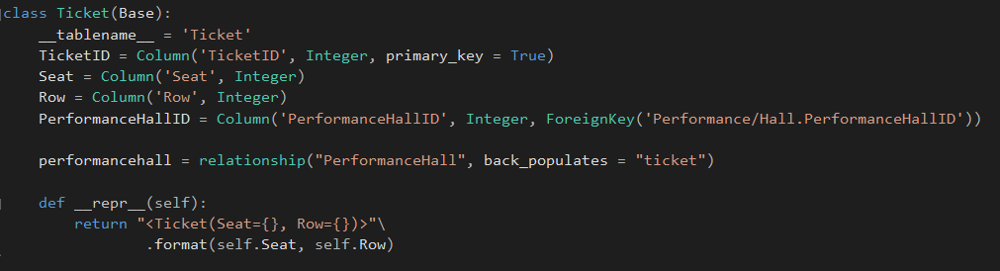 class Ticket(Base):
    __tablename__ = 'Ticket'
    TicketID = Column('TicketID', Integer, primary_key = True)
    Seat = Column('Seat', Integer)
    Row = Column('Row', Integer)
    PerformanceHallID = Column('PerformanceHallID', Integer, ForeignKey('Performance/Hall.PerformanceHallID'))
    performancehall = relationship("PerformanceHall", back_populates = "ticket")
    def __repr__(self):
        return "<Ticket(Seat={}, Row={})>"\
                .format(self.Seat, self.Row)